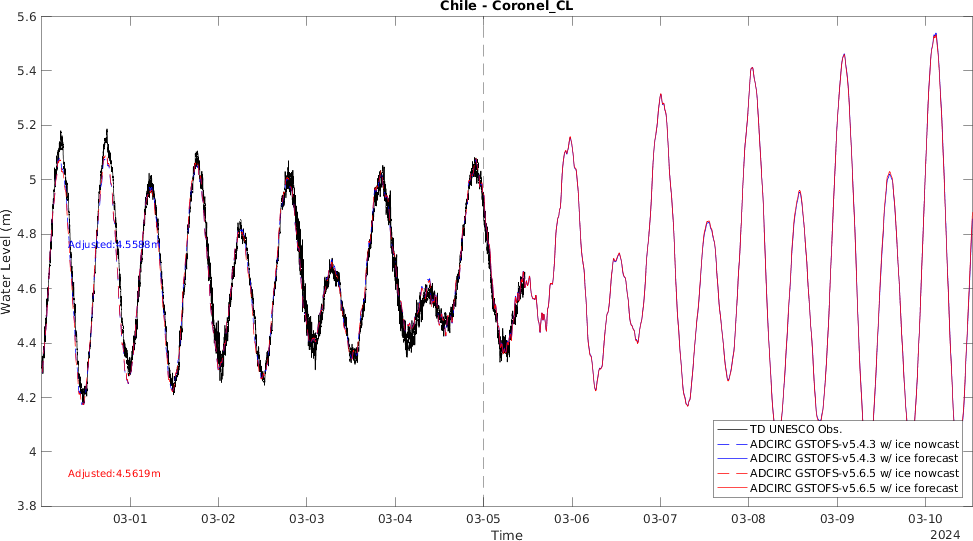 Chile - Coronel_CL
5.6
5.4
5.2
5
4.8
4.6
4.4
4.2
4
3.8
Water Level (m)
Adjusted:4.5588m
Adjusted:4.5619m
TD UNESCO Obs.
ADCIRC GSTOFS-v5.4.3 w/ ice nowcast
ADCIRC GSTOFS-v5.4.3 w/ ice forecast
ADCIRC GSTOFS-v5.6.5 w/ ice nowcast
ADCIRC GSTOFS-v5.6.5 w/ ice forecast
03-01 03-02 03-03 03-04 03-05 03-06 03-07 03-08 03-09 03-10
Time
2024